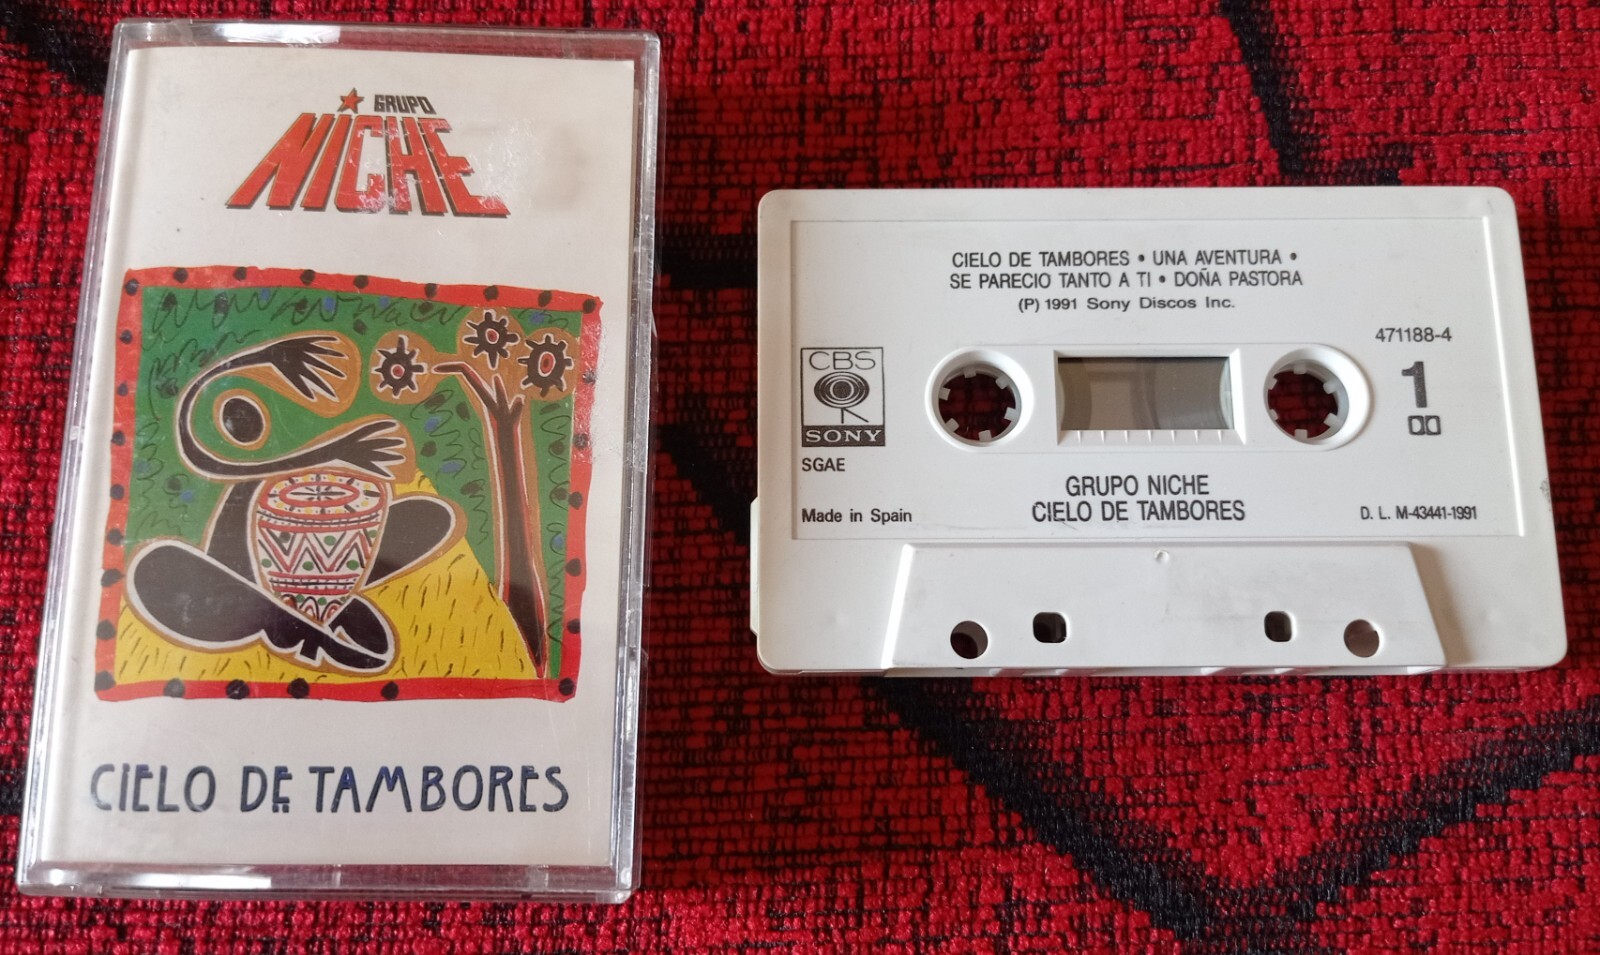 GRUPO
NICHE
CIELO DE TAMBORES
CIELO DE TAMBORES • UNA AVENTURA •
SE PARECIO TANTO A TI • DOÑA PASTORA
(P) 1991 Sony Discos Inc.
471188-4
CBS
SONY
1
SGAE
GRUPO NICHE
Made in Spain
CIELO DE TAMBORES
D. L. M-43441-1991